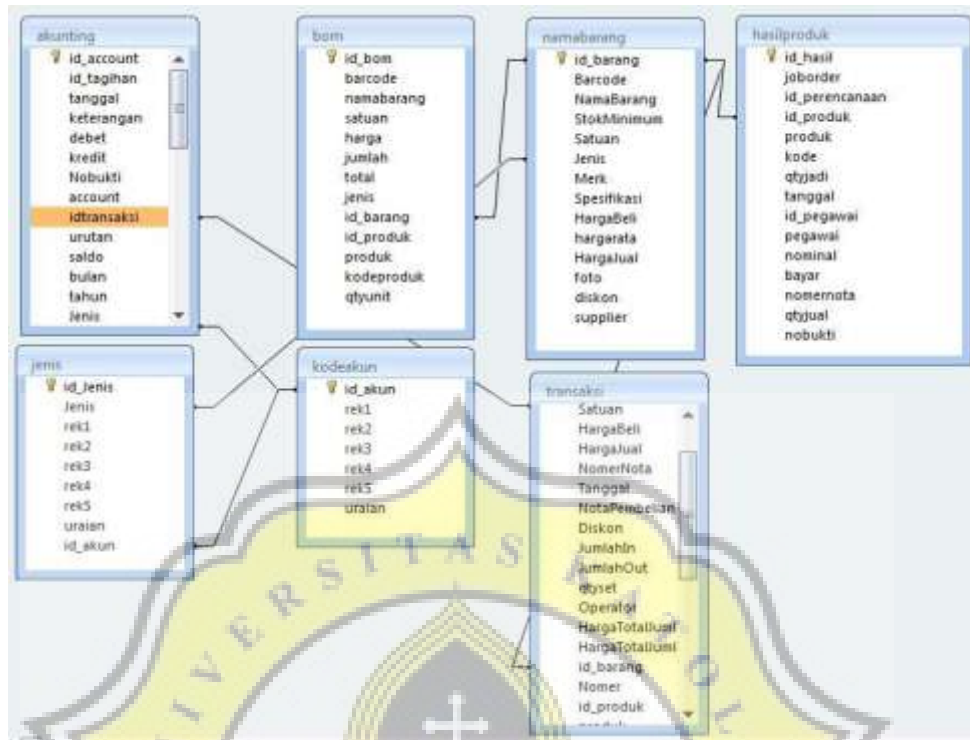 akunting
id_account
id_tagihan
tanggal
keterangan
debet
kredit
Nobukti
account
idtransaksi
urutan
saldo
bulan
tahun
Jenis
bom
id_bom
barcode
namabarang
satuan
harga
jumlah
total
jenis
id_barang
id_produk
produk
kodeproduk
qtyunit
namabarang
id_barang
Barcode
NamaBarang
StokMinimum
Satuan
Jenis
Merk
Spesifikasi
HargaBeli
hargarata
HargaJual
foto
diskon
supplier
hasilproduk
id_hasil
joborder
id_perencanaan
id_produk
produk
kode
qtyjadi
tanggal
id_pegawai
pegawai
nominal
bayar
nomernota
qtyjual
nobukti
jenis
id_Jenis
Jenis
rek1
rek2
rek3
rek4
rek5
uraian
id_akun
kodeakun
id_akun
rek1
rek2
rek3
rek4
rek5
uraian
transaksi
Satuan
HargaBeli
HargaJual
NomerNota
Tanggal
NotaPembelian
Diskon
JumlahIn
JumlahOut
qtyset
Operator
HargaTotalJuml
HargaTotalJuml
id_barang
Nomer
id_produk
produk
IVERSITAS K